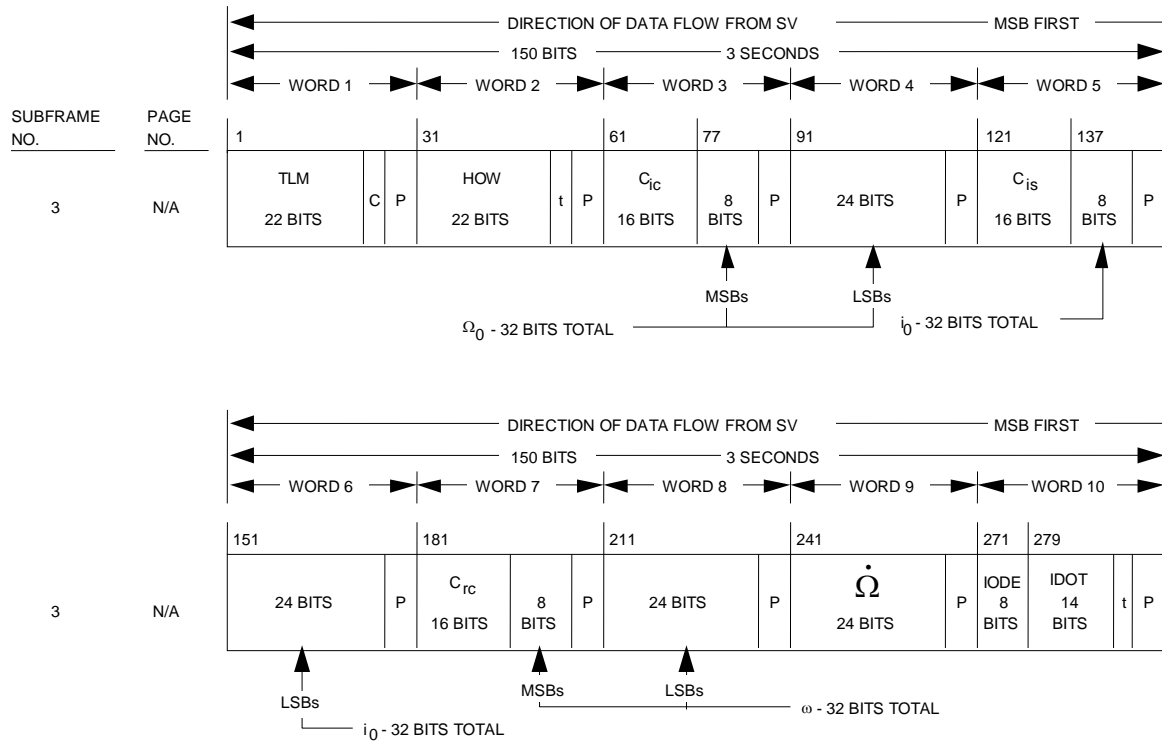 DIRECTION OF DATA FLOW FROM SV MSB FIRST
150 BITS 3 SECONDS
WORD 1 WORD 2 WORD 3 WORD 4 WORD 5
SUBFRAME PAGE
NO. NO.
1 31 61 77 91 121 137
3 N/A
TLM
22 BITS
C
P
HOW
22 BITS
t
P
Cic
16 BITS
8
BITS
P
24 BITS
P
Cis
16 BITS
8
BITS
P
MSBs LSBs
Ω0 - 32 BITS TOTAL
i0 - 32 BITS TOTAL
DIRECTION OF DATA FLOW FROM SV MSB FIRST
150 BITS 3 SECONDS
WORD 6 WORD 7 WORD 8 WORD 9 WORD 10
151 181 211 241 271 279
3 N/A
24 BITS
P
Crc
16 BITS
8
BITS
P
24 BITS
P
Ω̇
24 BITS
P
IODE
8
BITS
IDOT
14
BITS
t
P
LSBs MSBs LSBs
i0 - 32 BITS TOTAL
ω - 32 BITS TOTAL